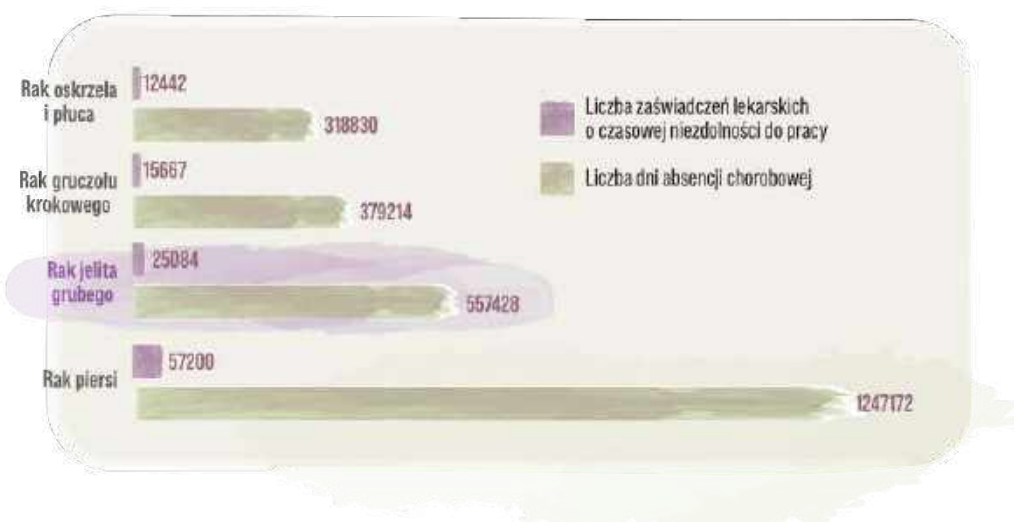 Rak oskrzela
i płuca
12442
318830
Liczba zaświadczeń lekarskich
o czasowej niezdolności do pracy
Liczba dni absencji chorobowej
Rak gruczołu
krokowego
15667
379214
Rak jelita
grubego
25084
557428
Rak piersi
57200
1247172